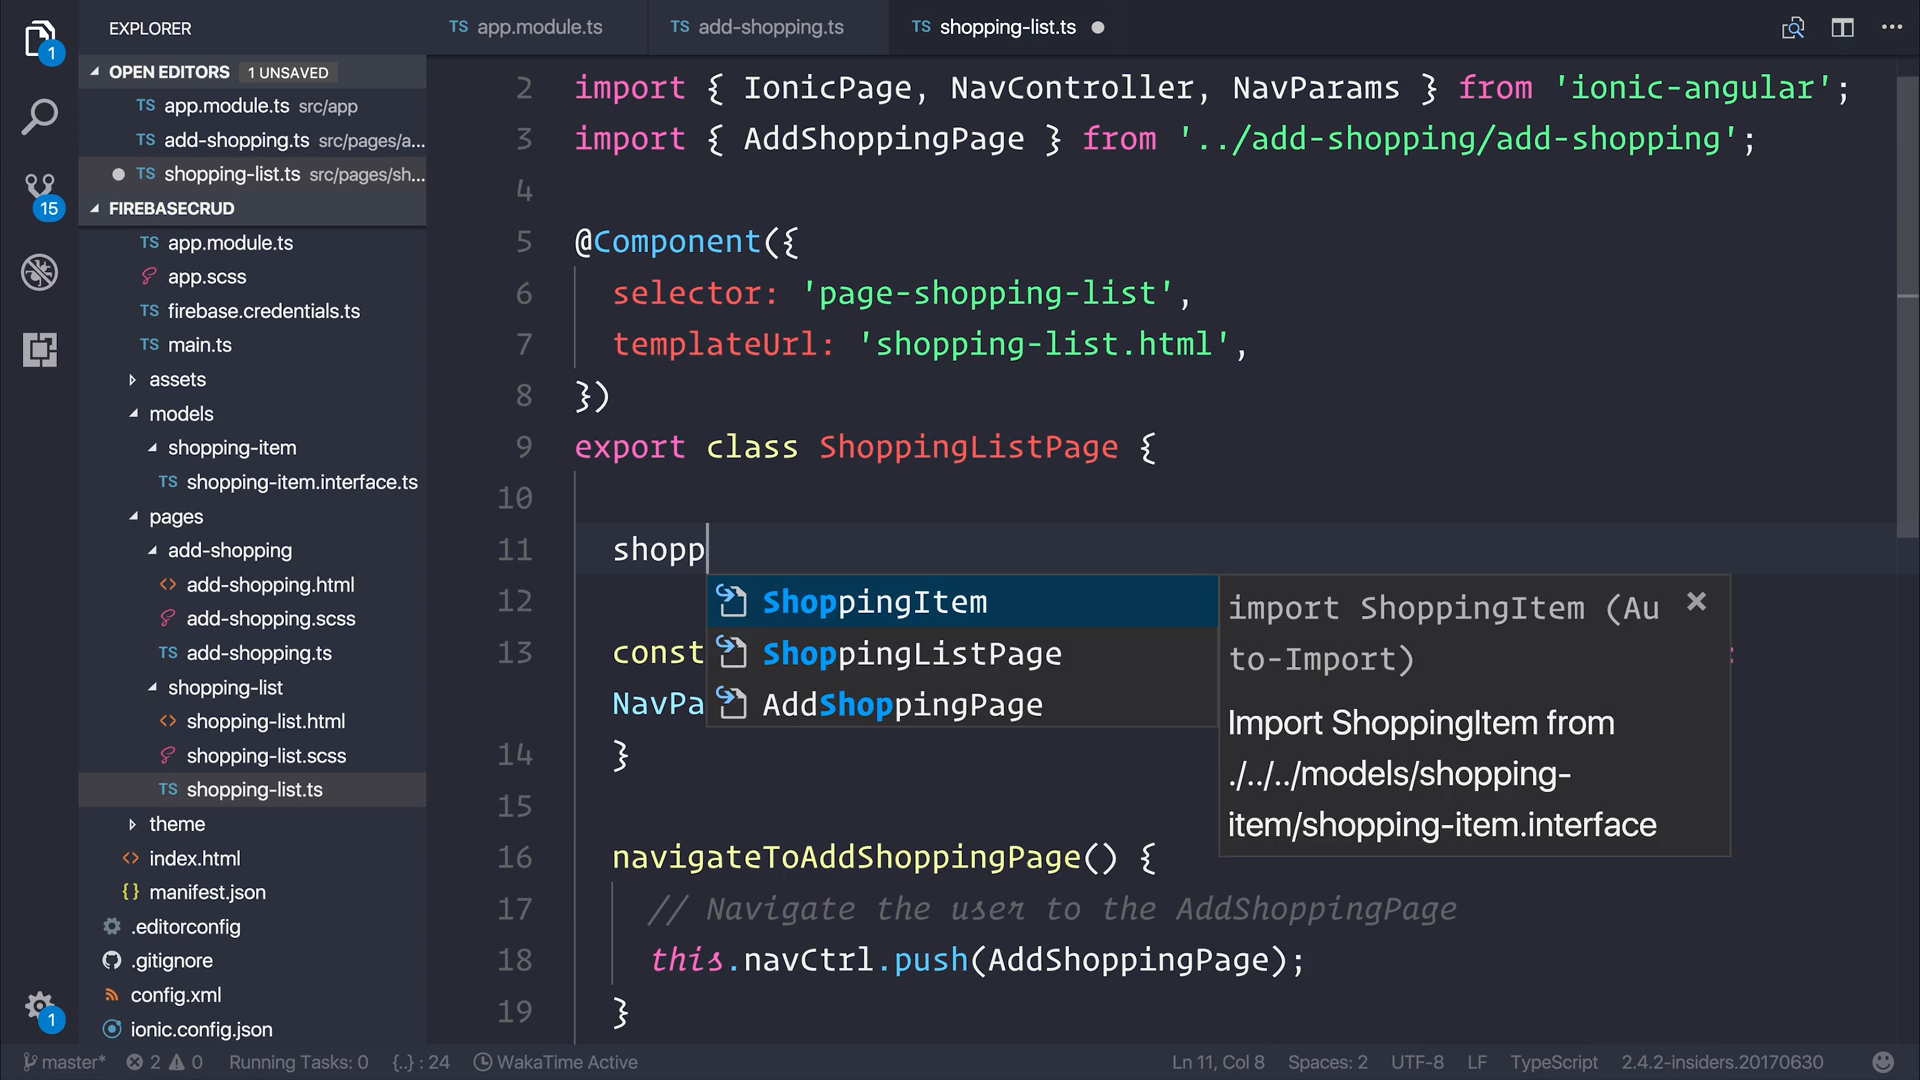 EXPLORER
OPEN EDITORS 1 UNSAVED
TS app.module.ts src/app
TS add-shopping.ts src/pages/a...
TS shopping-list.ts src/pages/sh...
FIREBASECRUD
TS app.module.ts
app.scss
TS firebase.credentials.ts
TS main.ts
assets
models
shopping-item
TS shopping-item.interface.ts
pages
add-shopping
<> add-shopping.html
add-shopping.scss
TS add-shopping.ts
shopping-list
<> shopping-list.html
shopping-list.scss
TS shopping-list.ts
theme
<> index.html
{} manifest.json
.editorconfig
.gitignore
config.xml
ionic.config.json
1
15
1
TS app.module.ts TS add-shopping.ts TS shopping-list.ts
2 import { IonicPage, NavController, NavParams } from 'ionic-angular';
3 import { AddShoppingPage } from '../add-shopping/add-shopping';
4
5 @Component({
6 selector: 'page-shopping-list',
7 templateUrl: 'shopping-list.html',
8 })
9 export class ShoppingListPage {
10
11 shopp
12
13 const
NavPa
14 }
15
16 navigateToAddShoppingPage() {
17 // Navigate the user to the AddShoppingPage
18 this.navCtrl.push(AddShoppingPage);
19 }
ShoppingItem
ShoppingListPage
AddShoppingPage
import ShoppingItem (Au
to-Import)
Import ShoppingItem from
./../../models/shopping-
item/shopping-item.interface
master* 2 0 Running Tasks: 0 {..} : 24 WakaTime Active Ln 11, Col 8 Spaces: 2 UTF-8 LF TypeScript 2.4.2-insiders.20170630